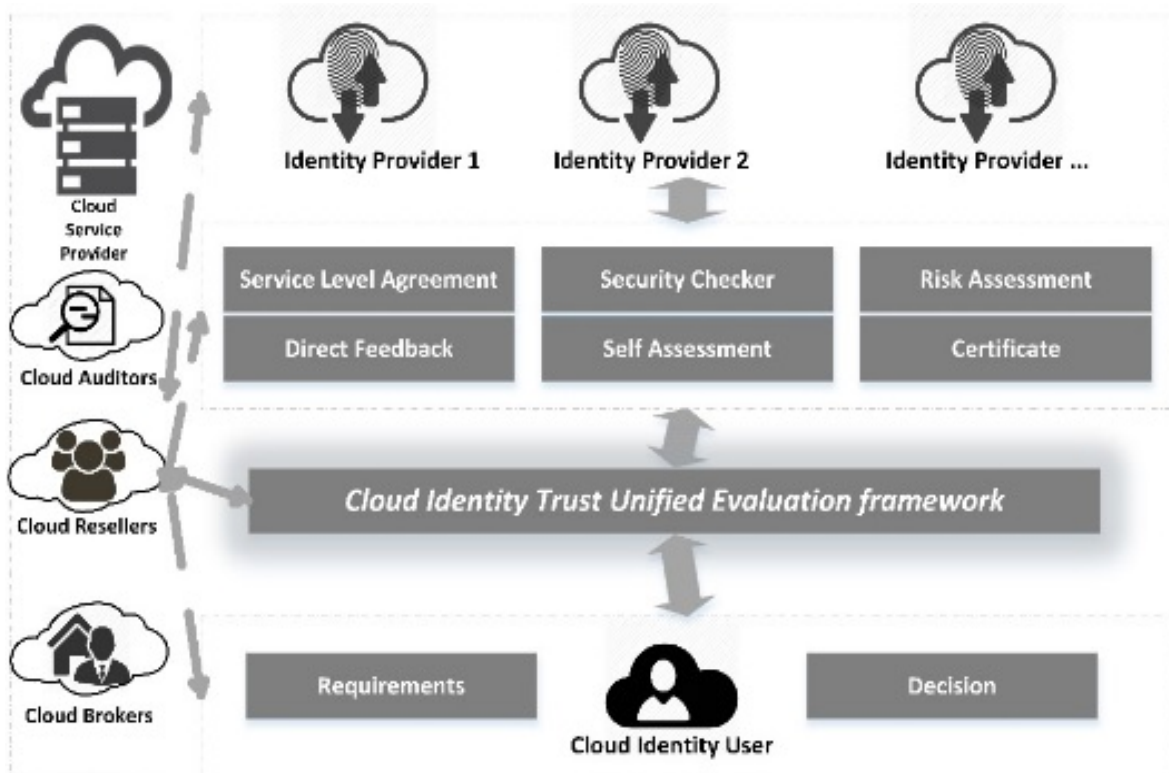 Identity Provider 1
Identity Provider 2
Identity Provider ...
Cloud
Service
Provider
Service Level Agreement
Security Checker
Risk Assessment
Direct Feedback
Self Assessment
Certificate
Cloud Auditors
Cloud Identity Trust Unified Evaluation framework
Cloud Resellers
Requirements
Decision
Cloud Brokers
Cloud Identity User